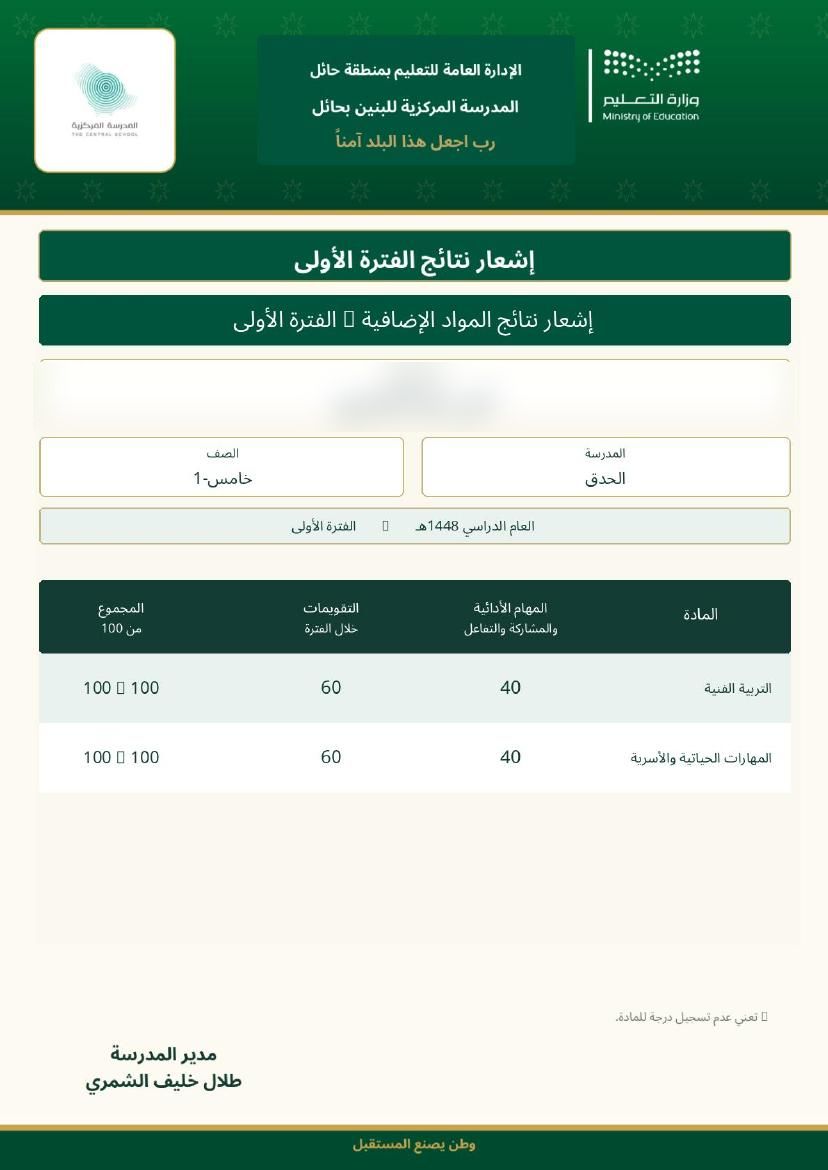 الإدارة العامة للتعليم بمنطقة حائل
المدرسة المركزية للبنين بحائل
رب اجعل هذا البلد آمناً
وزارة التعليم
Ministry of Education
المدرسة المركزية
THE CENTRAL SCHOOL
إشعار نتائج الفترة الأولى
إشعار نتائج المواد الإضافية ▯ الفترة الأولى
المدرسة
الحدق
الصف
خامس-1
العام الدراسي 1448هـ ▯ الفترة الأولى
المادة
المهام الأدائية
والمشاركة والتفاعل
التقويمات
خلال الفترة
المجموع
من 100
التربية الفنية 40 60 100 ▯ 100
المهارات الحياتية والأسرية 40 60 100 ▯ 100
▯ تعني عدم تسجيل درجة للمادة.
مدير المدرسة
طلال خليف الشمري
وطن يصنع المستقبل